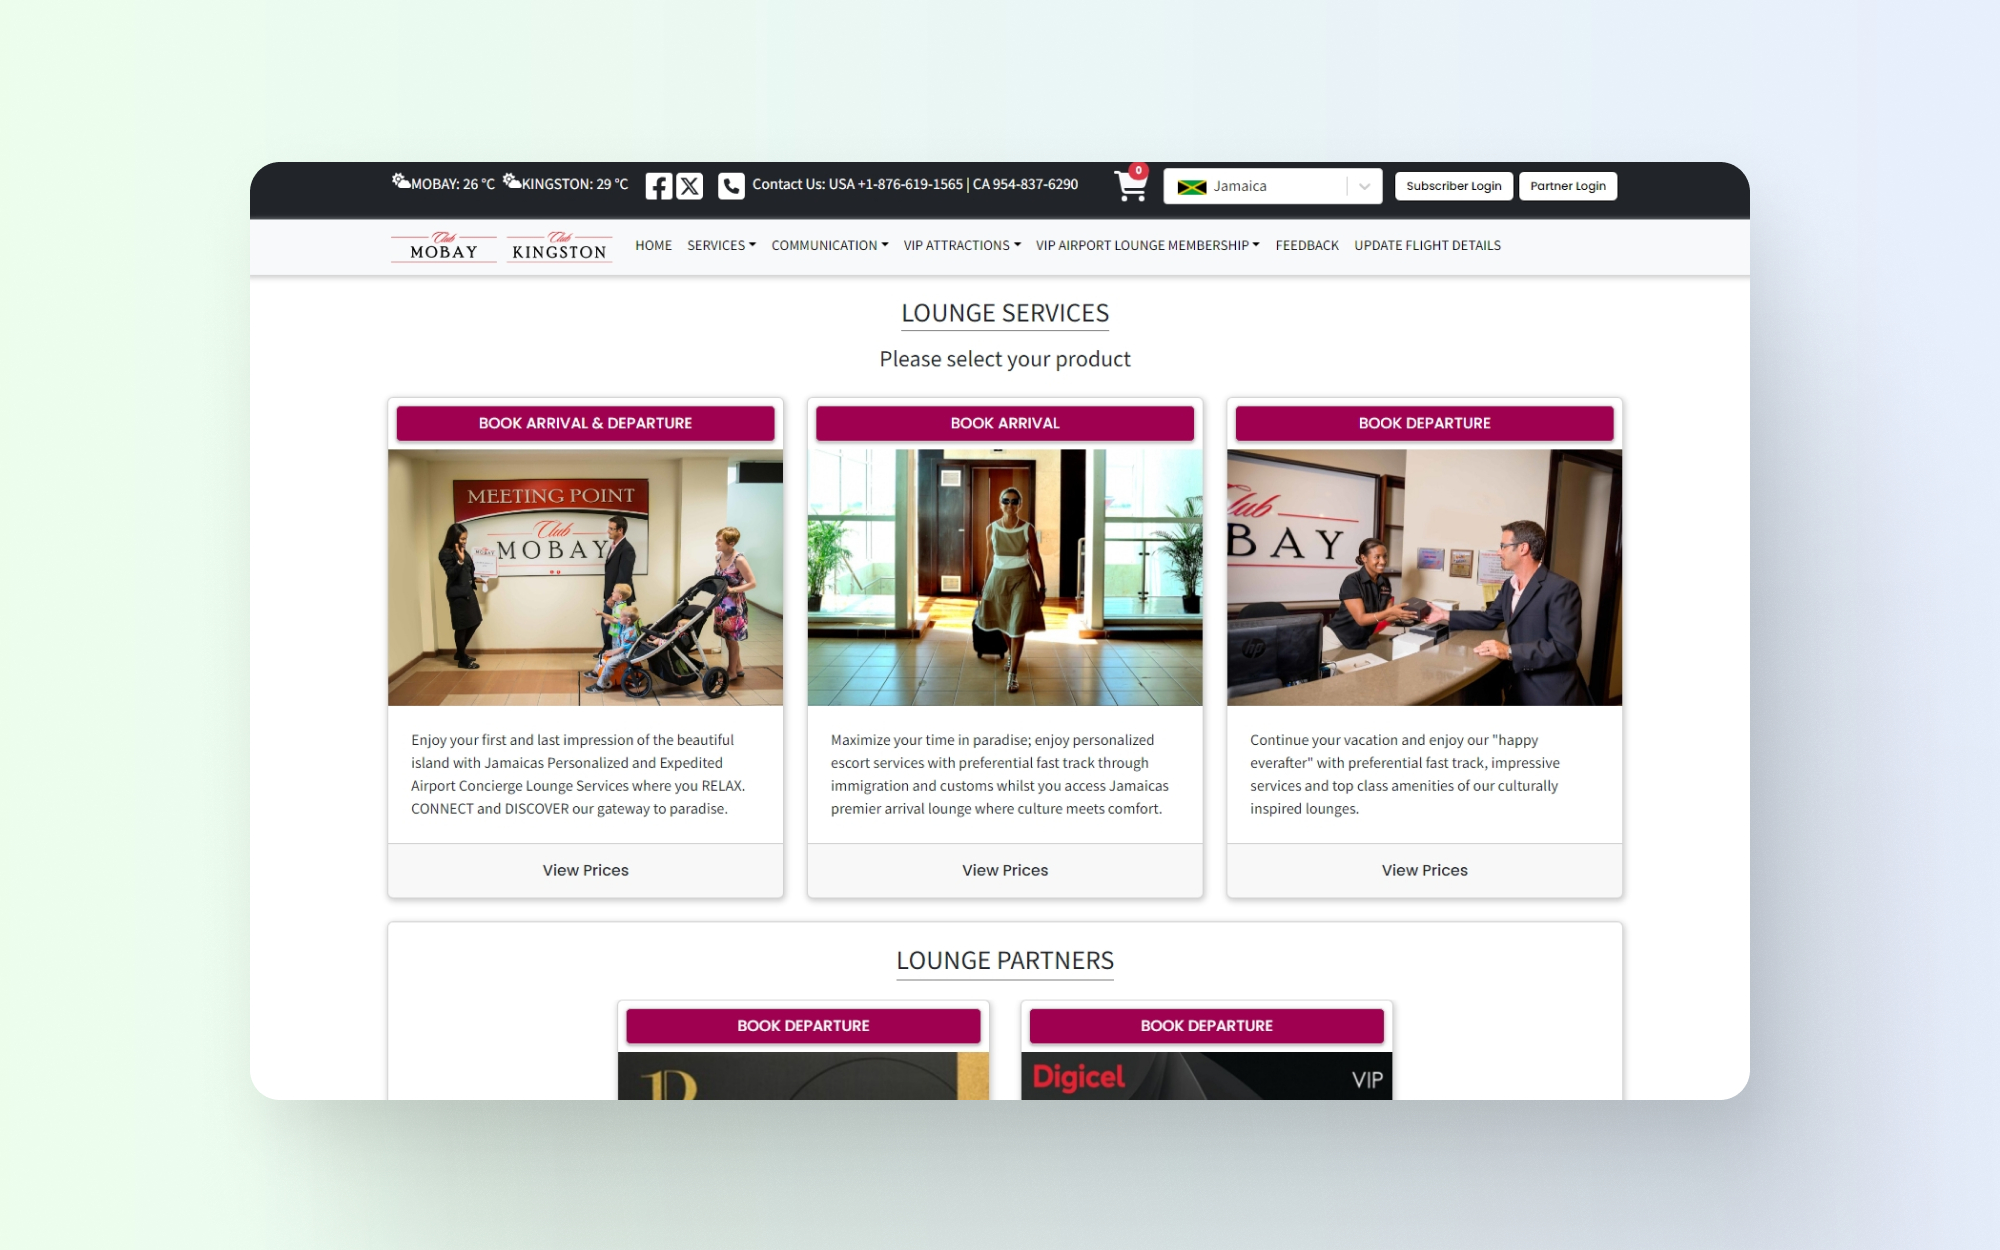 MOBAY: 26 °C KINGSTON: 29 °C Contact Us: USA +1-876-619-1565 | CA 954-837-6290 0 Jamaica Subscriber Login Partner Login
Club MOBAY Club KINGSTON HOME SERVICES COMMUNICATION VIP ATTRACTIONS VIP AIRPORT LOUNGE MEMBERSHIP FEEDBACK UPDATE FLIGHT DETAILS
LOUNGE SERVICES
Please select your product
BOOK ARRIVAL & DEPARTURE
MEETING POINT
Club
MOBAY
Enjoy your first and last impression of the beautiful
island with Jamaicas Personalized and Expedited
Airport Concierge Lounge Services where you RELAX.
CONNECT and DISCOVER our gateway to paradise.
View Prices
BOOK ARRIVAL
Maximize your time in paradise; enjoy personalized
escort services with preferential fast track through
immigration and customs whilst you access Jamaicas
premier arrival lounge where culture meets comfort.
View Prices
BOOK DEPARTURE
Club
BAY
hp
Continue your vacation and enjoy our "happy
everafter" with preferential fast track, impressive
services and top class amenities of our culturally
inspired lounges.
View Prices
LOUNGE PARTNERS
BOOK DEPARTURE
BOOK DEPARTURE
Digicel VIP